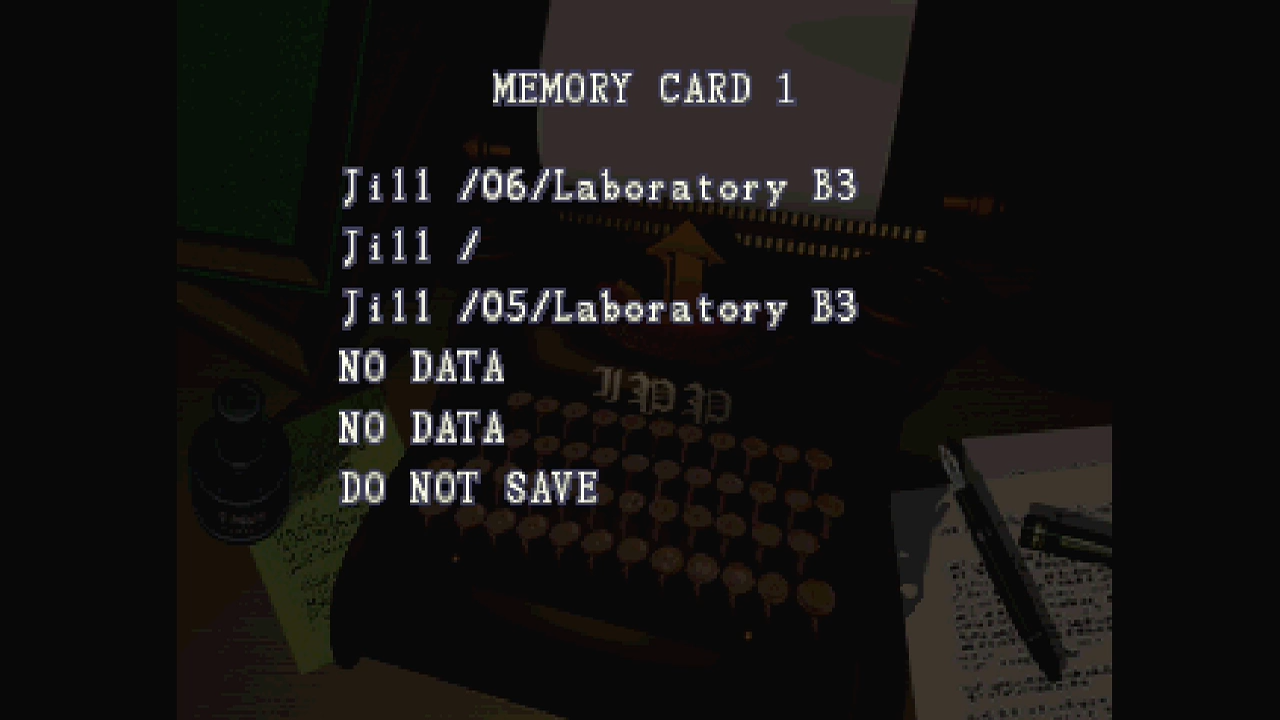 MEMORY CARD 1
Jill /06/Laboratory B3
Jill /
Jill /05/Laboratory B3
NO DATA
NO DATA
DO NOT SAVE